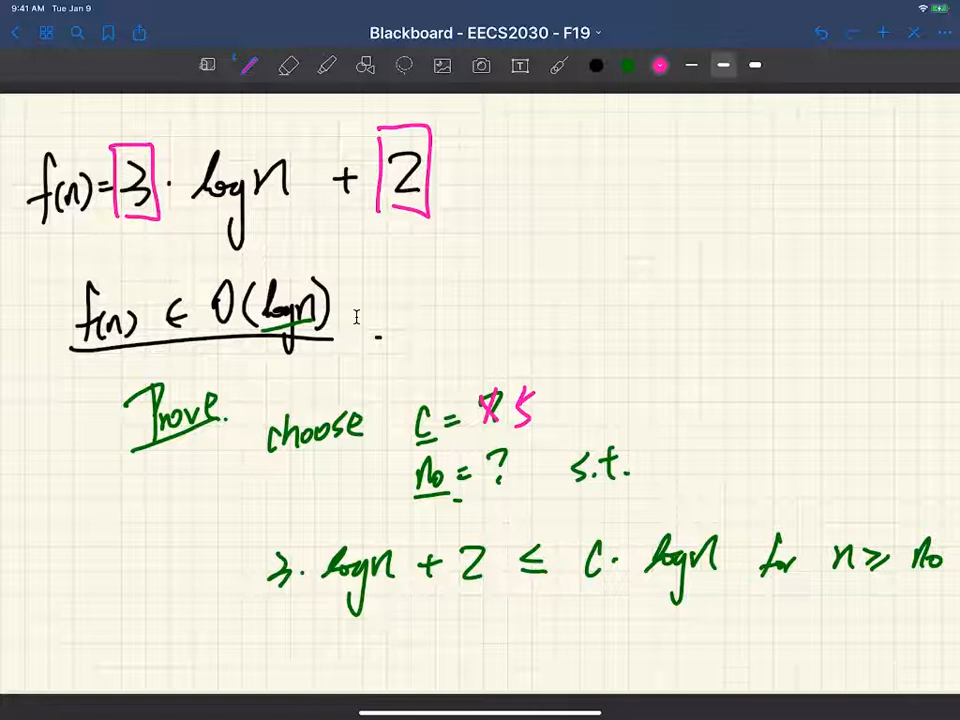 9:41 AM Tue Jan 9
Blackboard - EECS2030 - F19
f(n) = 3 · log n + 2
f(n) ∈ O(log n)
Prove. choose c = ? 5
n₀ = ? s.t.
3 · log n + 2 ≤ c · log n for n ≥ n₀